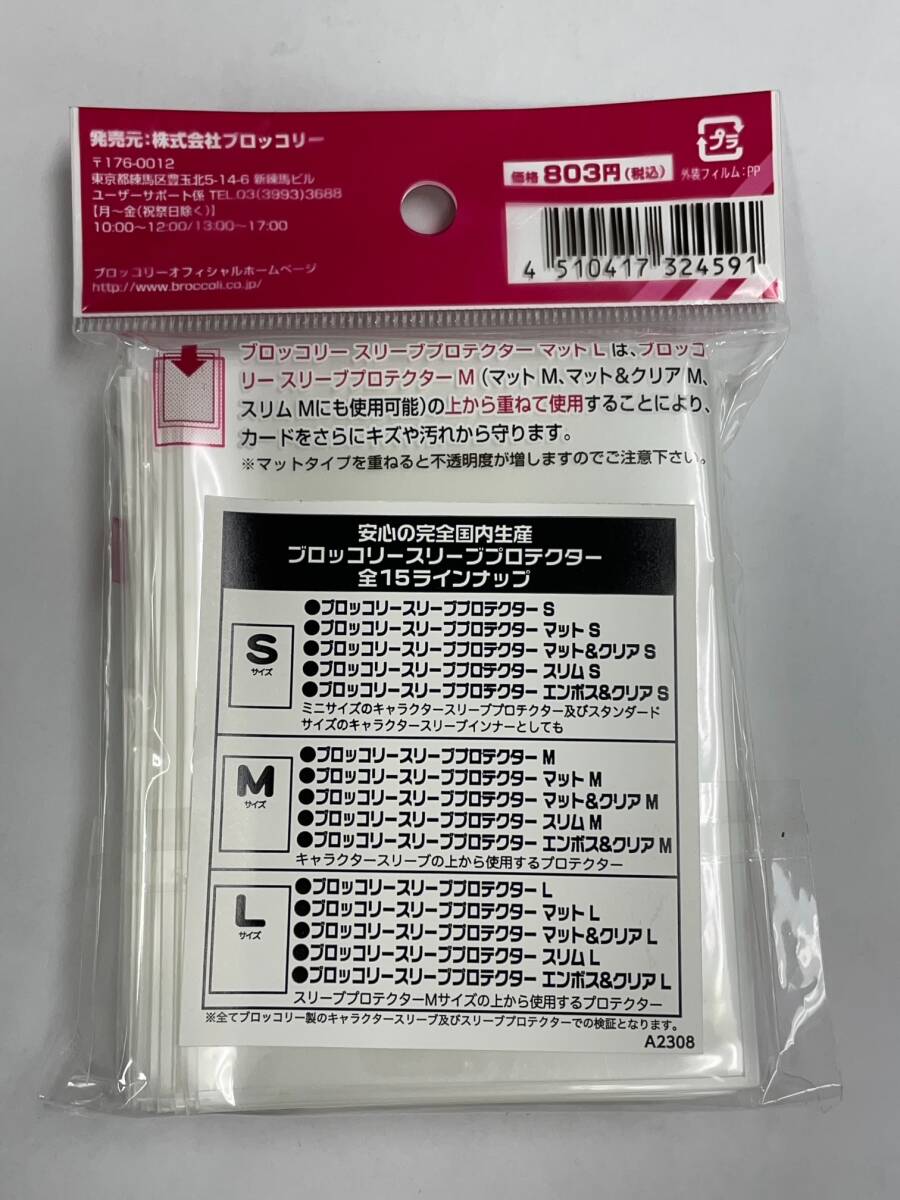 発売元:株式会社ブロッコリー
〒176-0012
東京都練馬区豊玉北5-14-6 新練馬ビル
ユーザーサポート係 TEL.03(3993)3688
【月～金(祝祭日除く)】
10:00～12:00/13:00～17:00
ブロッコリーオフィシャルホームページ
http://www.broccoli.co.jp/
価格 803円(税込)
プラ
外装フィルム:PP
4 510417 324591
ブロッコリー スリーブプロテクター マット L は、ブロッコ
リー スリーブプロテクター M (マット M、マット&クリア M、
スリム Mにも使用可能)の上から重ねて使用することにより、
カードをさらにキズや汚れから守ります。
※マットタイプを重ねると不透明度が増しますのでご注意下さい。
安心の完全国内生産
ブロッコリースリーブプロテクター
全15ラインナップ
S
サイズ
●ブロッコリースリーブプロテクター S
●ブロッコリースリーブプロテクター マット S
●ブロッコリースリーブプロテクター マット&クリア S
●ブロッコリースリーブプロテクター スリム S
●ブロッコリースリーブプロテクター エンボス&クリア S
ミニサイズのキャラクタースリーブプロテクター及びスタンダード
サイズのキャラクタースリーブインナーとしても
M
サイズ
●ブロッコリースリーブプロテクター M
●ブロッコリースリーブプロテクター マット M
●ブロッコリースリーブプロテクター マット&クリア M
●ブロッコリースリーブプロテクター スリム M
●ブロッコリースリーブプロテクター エンボス&クリア M
キャラクタースリーブの上から使用するプロテクター
L
サイズ
●ブロッコリースリーブプロテクター L
●ブロッコリースリーブプロテクター マット L
●ブロッコリースリーブプロテクター マット&クリア L
●ブロッコリースリーブプロテクター スリム L
●ブロッコリースリーブプロテクター エンボス&クリア L
スリーブプロテクターMサイズの上から使用するプロテクター
※全てブロッコリー製のキャラクタースリーブ及びスリーブプロテクターでの検証となります。
A2308